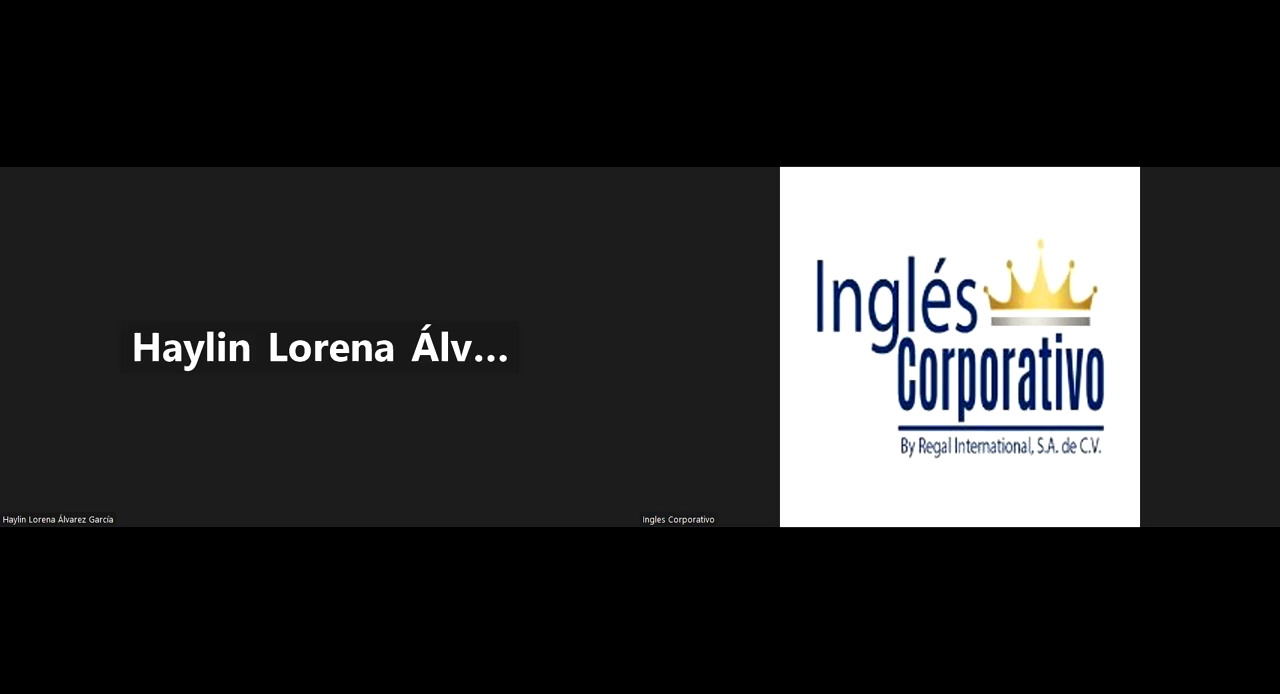 Haylin Lorena Álv...
Haylin Lorena Álvarez García
Inglés
Corporativo
By Regal International, S.A. de C.V.
Ingles Corporativo